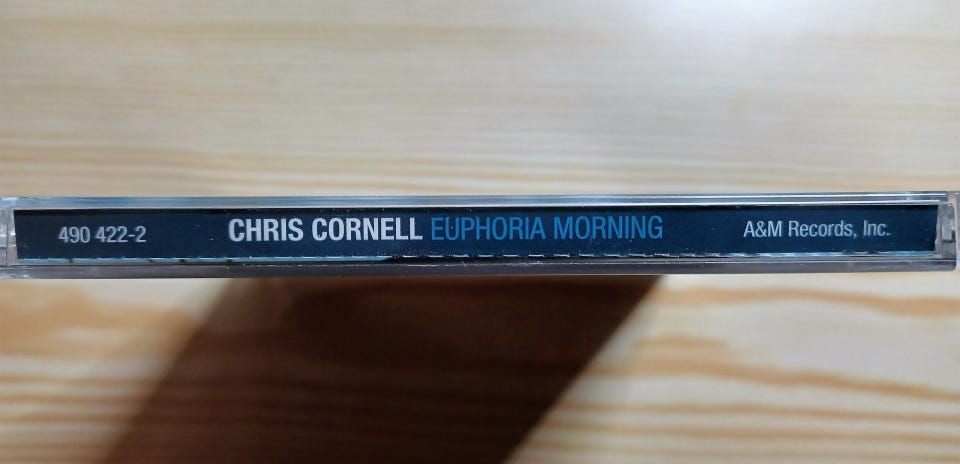 490 422-2 CHRIS CORNELL EUPHORIA MORNING A&M Records, Inc.